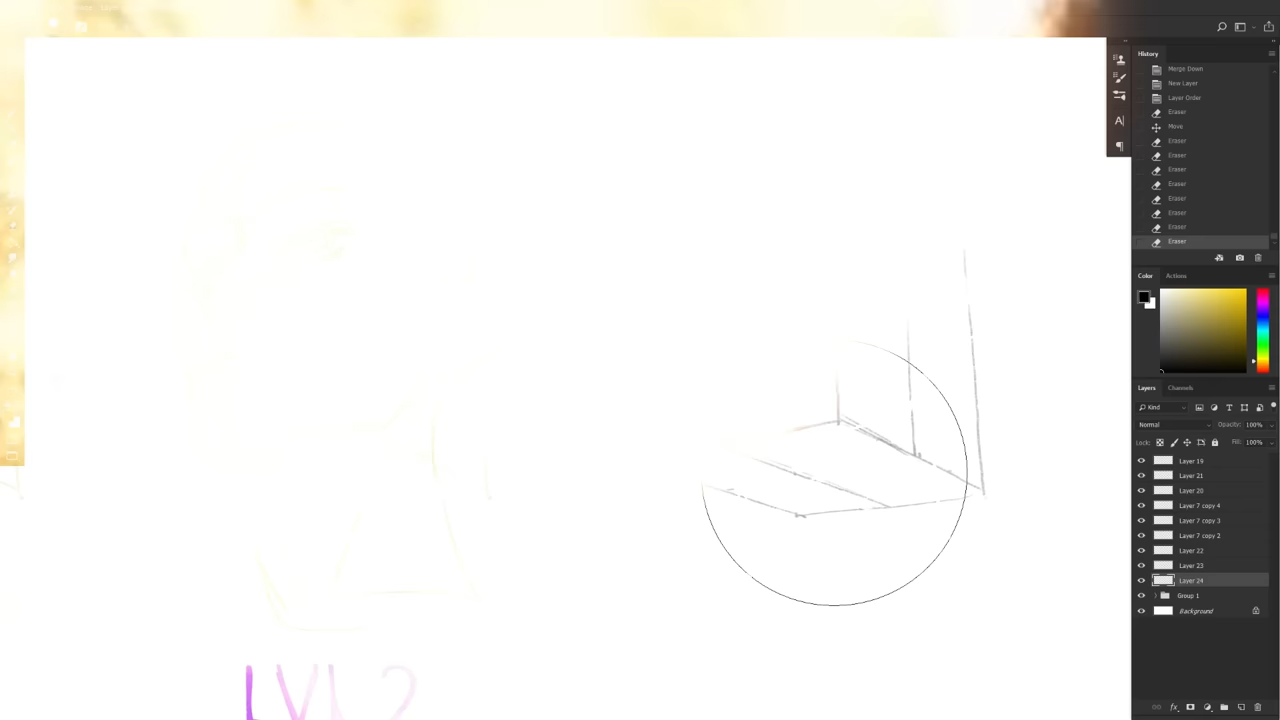 History
Merge Down
New Layer
Layer Order
Eraser
Move
Eraser
Eraser
Eraser
Eraser
Eraser
Eraser
Eraser
Eraser
Color
Actions
Layers
Channels
Kind
Normal
Opacity: 100%
Lock:
Fill: 100%
Layer 19
Layer 21
Layer 20
Layer 7 copy 4
Layer 7 copy 3
Layer 7 copy 2
Layer 22
Layer 23
Layer 24
Group 1
Background
LVL 2